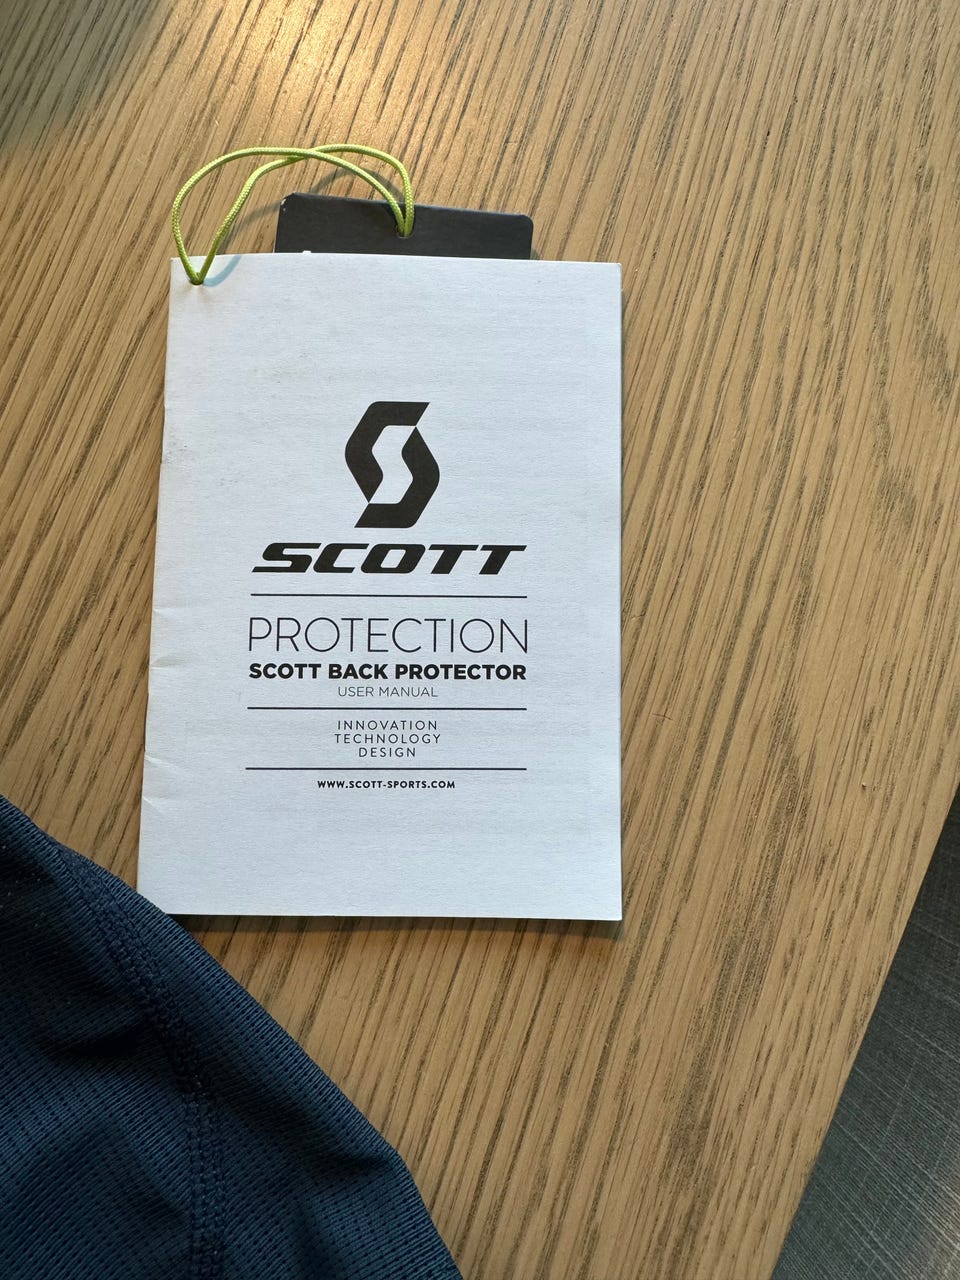 SCOTT
PROTECTION
SCOTT BACK PROTECTOR
USER MANUAL
INNOVATION
TECHNOLOGY
DESIGN
WWW.SCOTT-SPORTS.COM